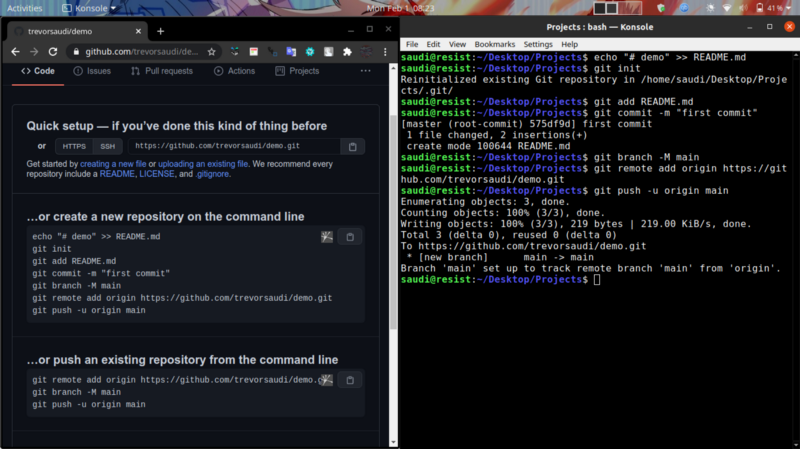 Activities
Konsole
Mon Feb 1 08:23
41%
trevorsaudi/demo
github.com/trevorsaudi/de...
Code
Issues
Pull requests
Actions
Projects
Quick setup — if you've done this kind of thing before
or
HTTPS
SSH
https://github.com/trevorsaudi/demo.git
Get started by creating a new file or uploading an existing file. We recommend every
repository include a README, LICENSE, and .gitignore.
…or create a new repository on the command line
echo "# demo" >> README.md
git init
git add README.md
git commit -m "first commit"
git branch -M main
git remote add origin https://github.com/trevorsaudi/demo.git
git push -u origin main
…or push an existing repository from the command line
git remote add origin https://github.com/trevorsaudi/demo.
git branch -M main
git push -u origin main
Projects : bash — Konsole
File Edit View Bookmarks Settings Help
saudi@resist:~/Desktop/Projects$ echo "# demo" >> README.md
saudi@resist:~/Desktop/Projects$ git init
Reinitialized existing Git repository in /home/saudi/Desktop/Proje
cts/.git/
saudi@resist:~/Desktop/Projects$ git add README.md
saudi@resist:~/Desktop/Projects$ git commit -m "first commit"
[master (root-commit) 575df9d] first commit
1 file changed, 2 insertions(+)
create mode 100644 README.md
saudi@resist:~/Desktop/Projects$ git branch -M main
saudi@resist:~/Desktop/Projects$ git remote add origin https://git
hub.com/trevorsaudi/demo.git
saudi@resist:~/Desktop/Projects$ git push -u origin main
Enumerating objects: 3, done.
Counting objects: 100% (3/3), done.
Writing objects: 100% (3/3), 219 bytes | 219.00 KiB/s, done.
Total 3 (delta 0), reused 0 (delta 0)
To https://github.com/trevorsaudi/demo.git
* [new branch]      main -> main
Branch 'main' set up to track remote branch 'main' from 'origin'.
saudi@resist:~/Desktop/Projects$